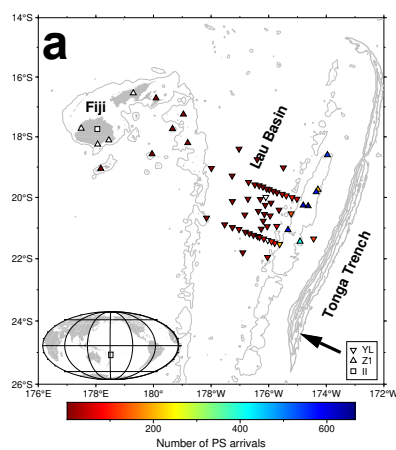 a
14°S
16°S
18°S
20°S
22°S
24°S
26°S
Fiji
Lau Basin
Tonga Trench
YL
Z1
II
176°E
178°E
180°
178°W
176°W
174°W
172°W
200
400
600
Number of PS arrivals